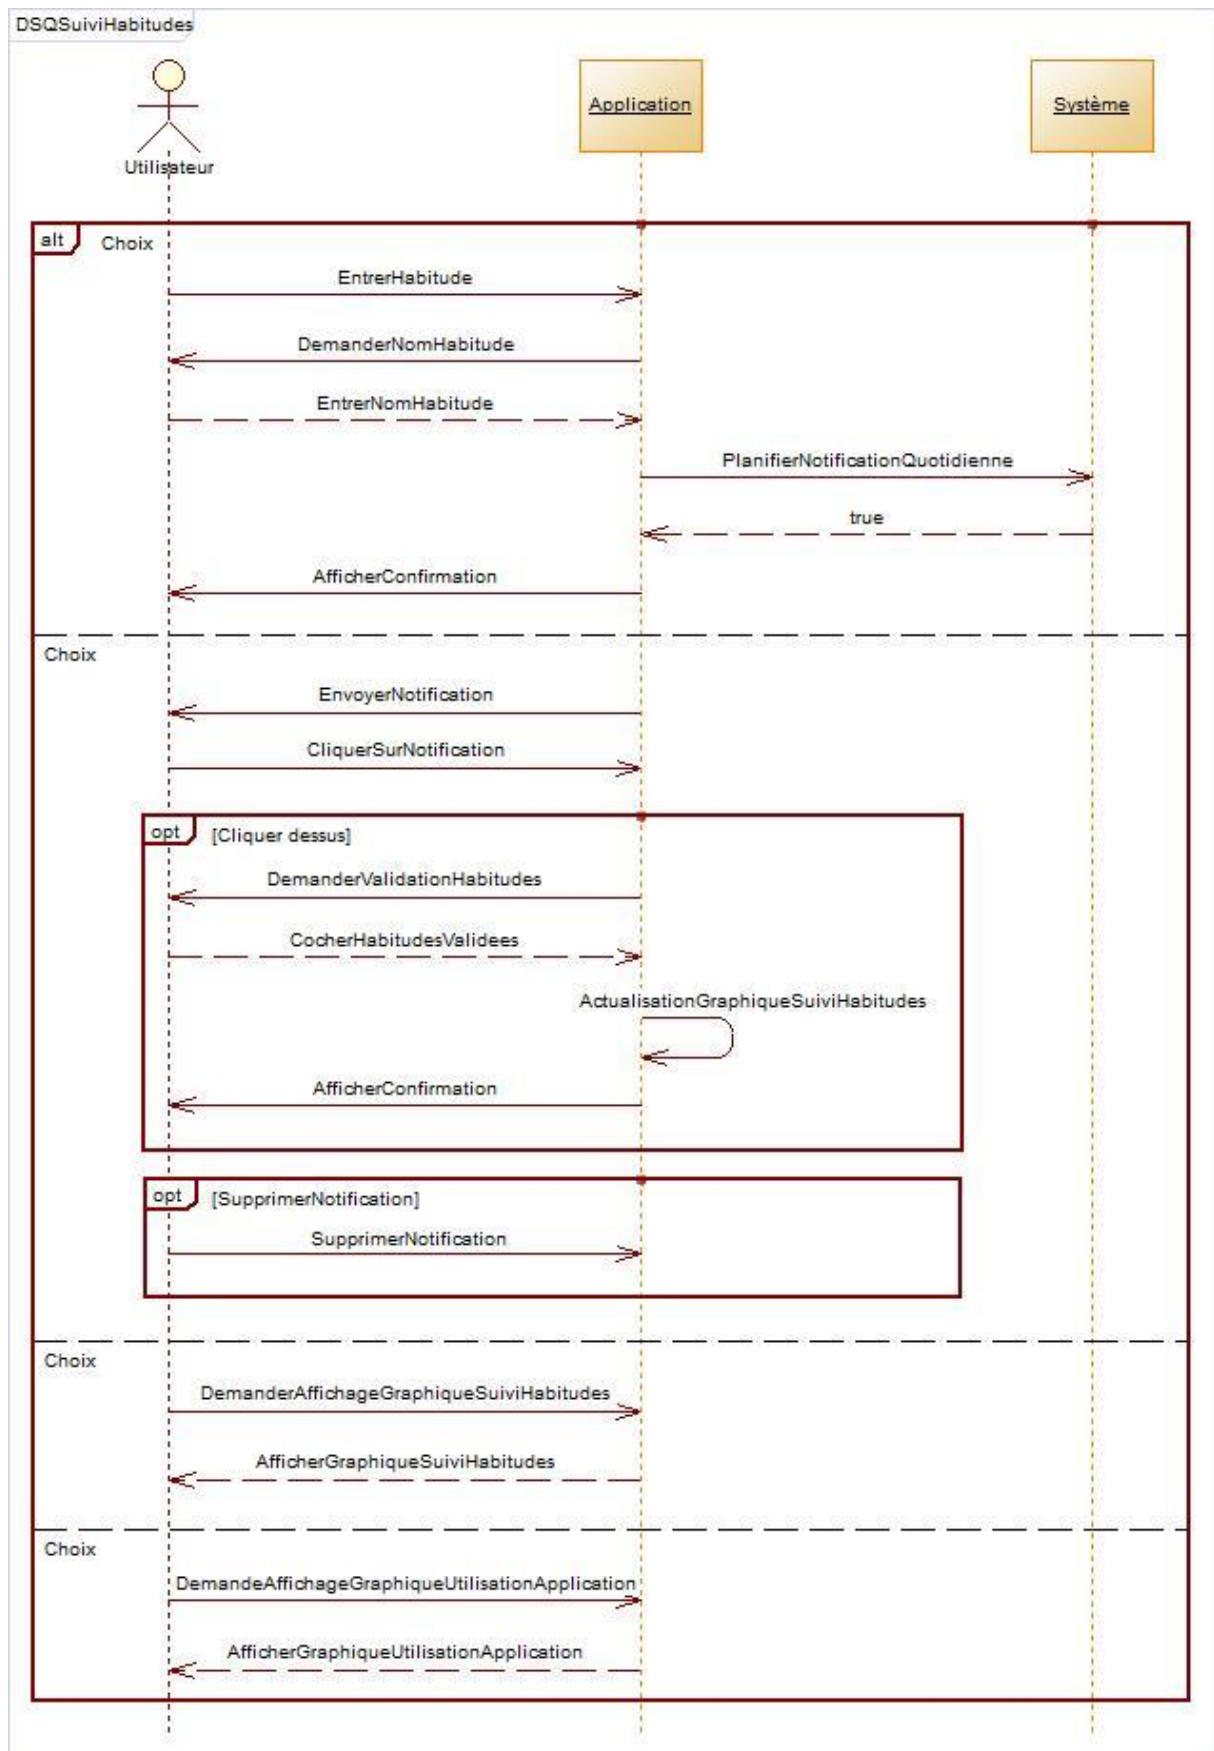 DSQSuiviHabitudes
Utilisateur
Application
Système
alt
Choix
EntrerHabitude
DemanderNomHabitude
EntrerNomHabitude
PlanifierNotificationQuotidienne
true
AfficherConfirmation
Choix
EnvoyerNotification
CliquerSurNotification
opt
[Cliquer dessus]
DemanderValidationHabitudes
CocherHabitudesValidees
ActualisationGraphiqueSuiviHabitudes
AfficherConfirmation
opt
[SupprimerNotification]
SupprimerNotification
Choix
DemanderAffichageGraphiqueSuiviHabitudes
AfficherGraphiqueSuiviHabitudes
Choix
DemandeAffichageGraphiqueUtilisationApplication
AfficherGraphiqueUtilisationApplication